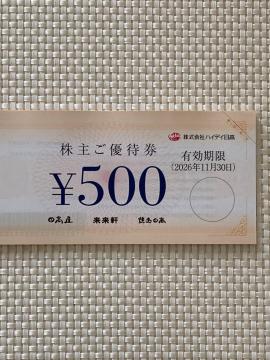 株式会社ハイデイ日高
株主ご優待券
¥500
有効期限
(2026年11月30日)
日高屋 来来軒 焼鳥日高